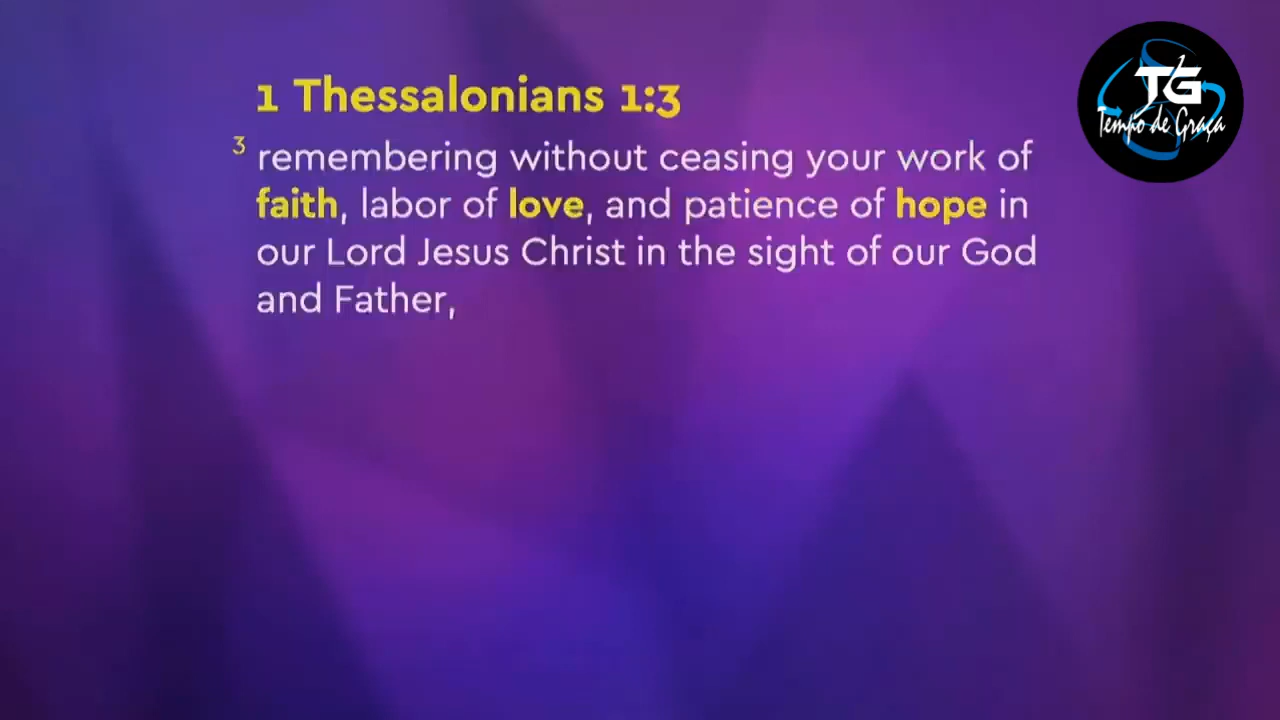 1 Thessalonians 1:3
3 remembering without ceasing your work of
faith, labor of love, and patience of hope in
our Lord Jesus Christ in the sight of our God
and Father,
TG
Tempo de Graça